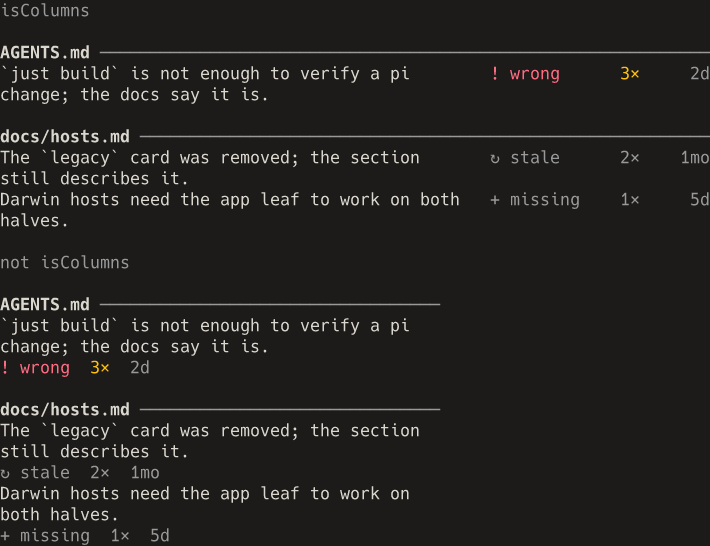 isColumns
AGENTS.md
`just build` is not enough to verify a pi ! wrong 3× 2d
change; the docs say it is.
docs/hosts.md
The `legacy` card was removed; the section ↻ stale 2× 1mo
still describes it.
Darwin hosts need the app leaf to work on both + missing 1× 5d
halves.
not isColumns
AGENTS.md
`just build` is not enough to verify a pi
change; the docs say it is.
! wrong 3× 2d
docs/hosts.md
The `legacy` card was removed; the section
still describes it.
↻ stale 2× 1mo
Darwin hosts need the app leaf to work on
both halves.
+ missing 1× 5d